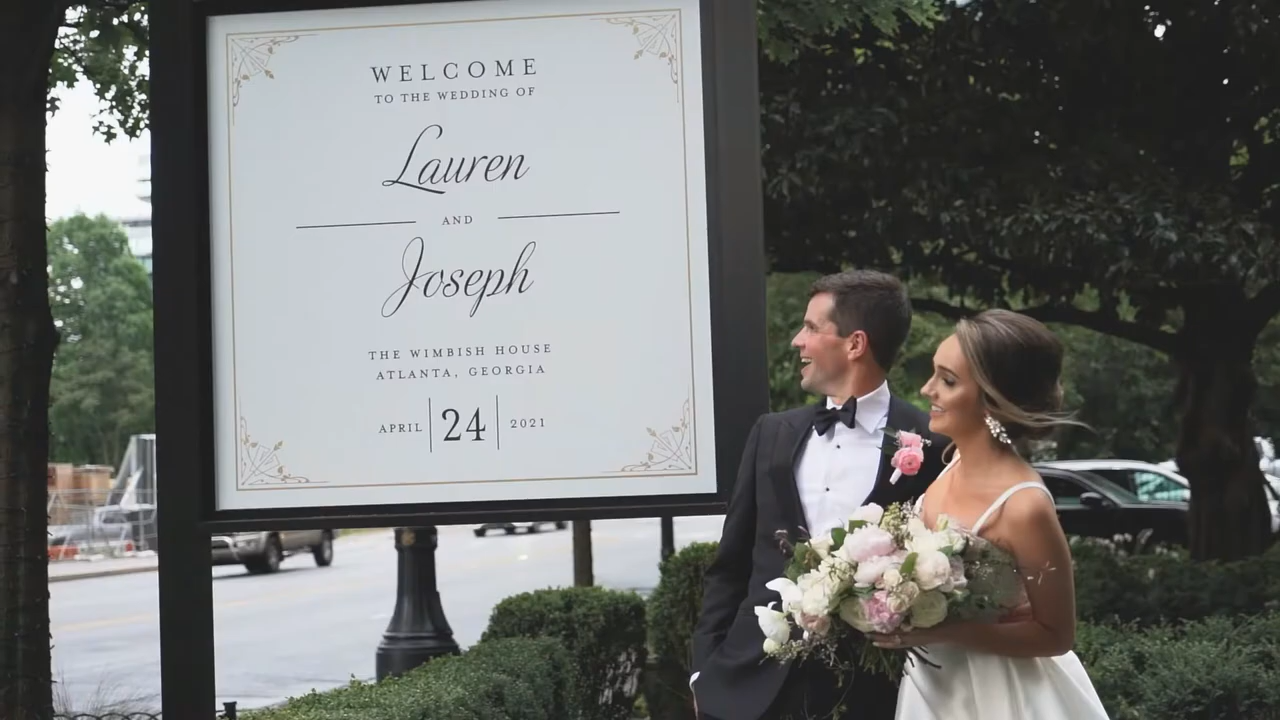 WELCOME
TO THE WEDDING OF
Lauren
AND
Joseph
THE WIMBISH HOUSE
ATLANTA, GEORGIA
APRIL 24 2021